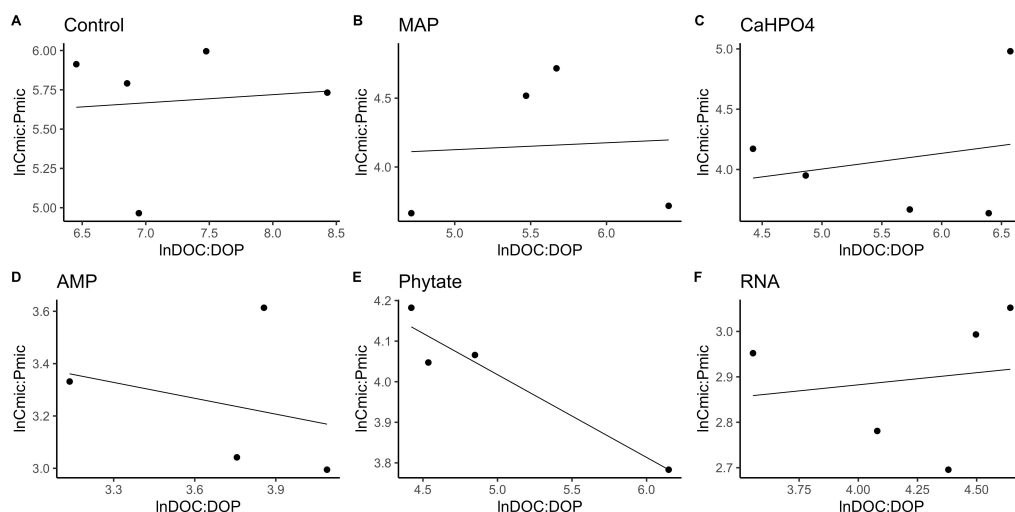 A Control
6.00
5.75
5.50
5.25
5.00
lnCmic:Pmic
6.5 7.0 7.5 8.0 8.5
lnDOC:DOP
B MAP
4.5
4.0
lnCmic:Pmic
5.0 5.5 6.0
lnDOC:DOP
C CaHPO4
5.0
4.5
4.0
lnCmic:Pmic
4.5 5.0 5.5 6.0 6.5
lnDOC:DOP
D AMP
3.6
3.4
3.2
3.0
lnCmic:Pmic
3.3 3.6 3.9
lnDOC:DOP
E Phytate
4.2
4.1
4.0
3.9
3.8
lnCmic:Pmic
4.5 5.0 5.5 6.0
lnDOC:DOP
F RNA
3.0
2.9
2.8
2.7
lnCmic:Pmic
3.75 4.00 4.25 4.50
lnDOC:DOP